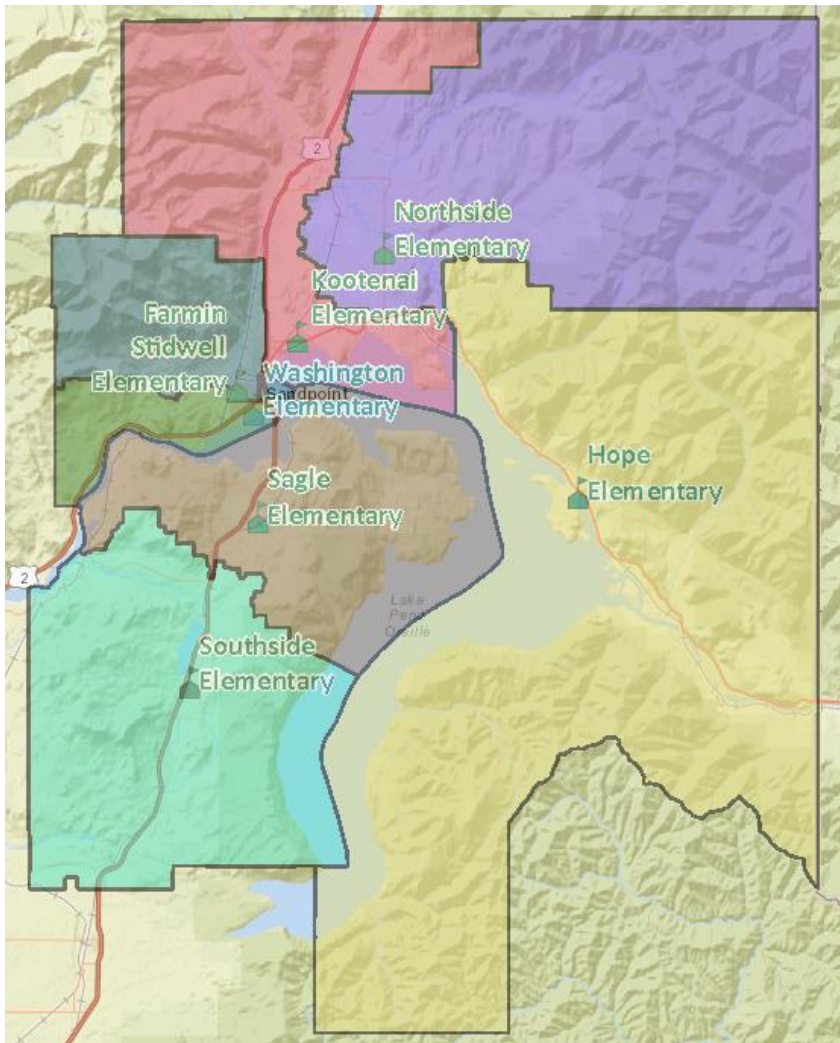 2
Northside
Elementary
Kootenai
Elementary
Farmin
Stidwell
Elementary
Washington
Elementary
Sandpoint
Hope
Elementary
Sagle
Elementary
2
Lake
Pend
Oreille
Southside
Elementary